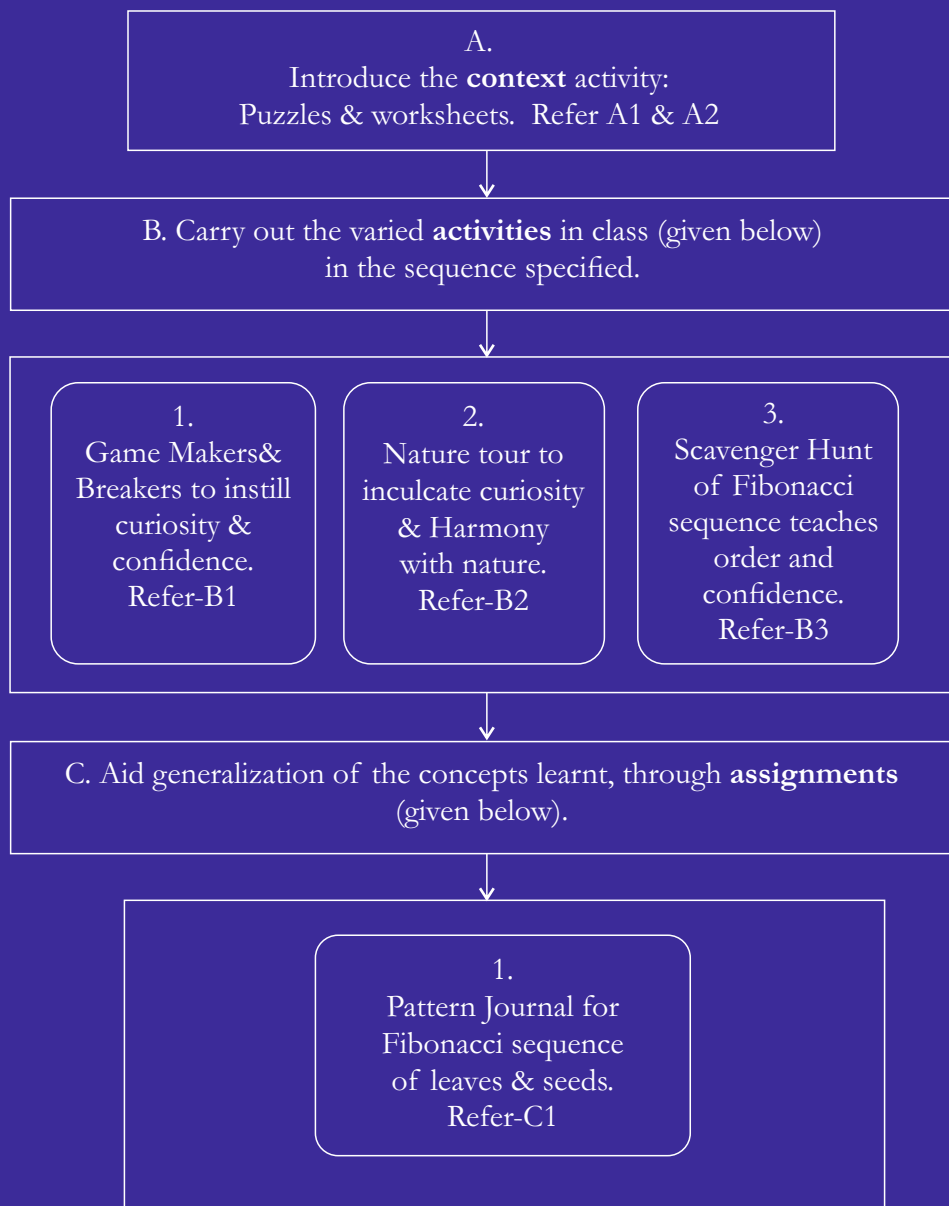 A.
Introduce the context activity:
Puzzles & worksheets. Refer A1 & A2
B. Carry out the varied activities in class (given below)
in the sequence specified.
1.
Game Makers&
Breakers to instill
curiosity &
confidence.
Refer-B1
2.
Nature tour to
inculcate curiosity
& Harmony
with nature.
Refer-B2
3.
Scavenger Hunt
of Fibonacci
sequence teaches
order and
confidence.
Refer-B3
C. Aid generalization of the concepts learnt, through assignments
(given below).
1.
Pattern Journal for
Fibonacci sequence
of leaves & seeds.
Refer-C1